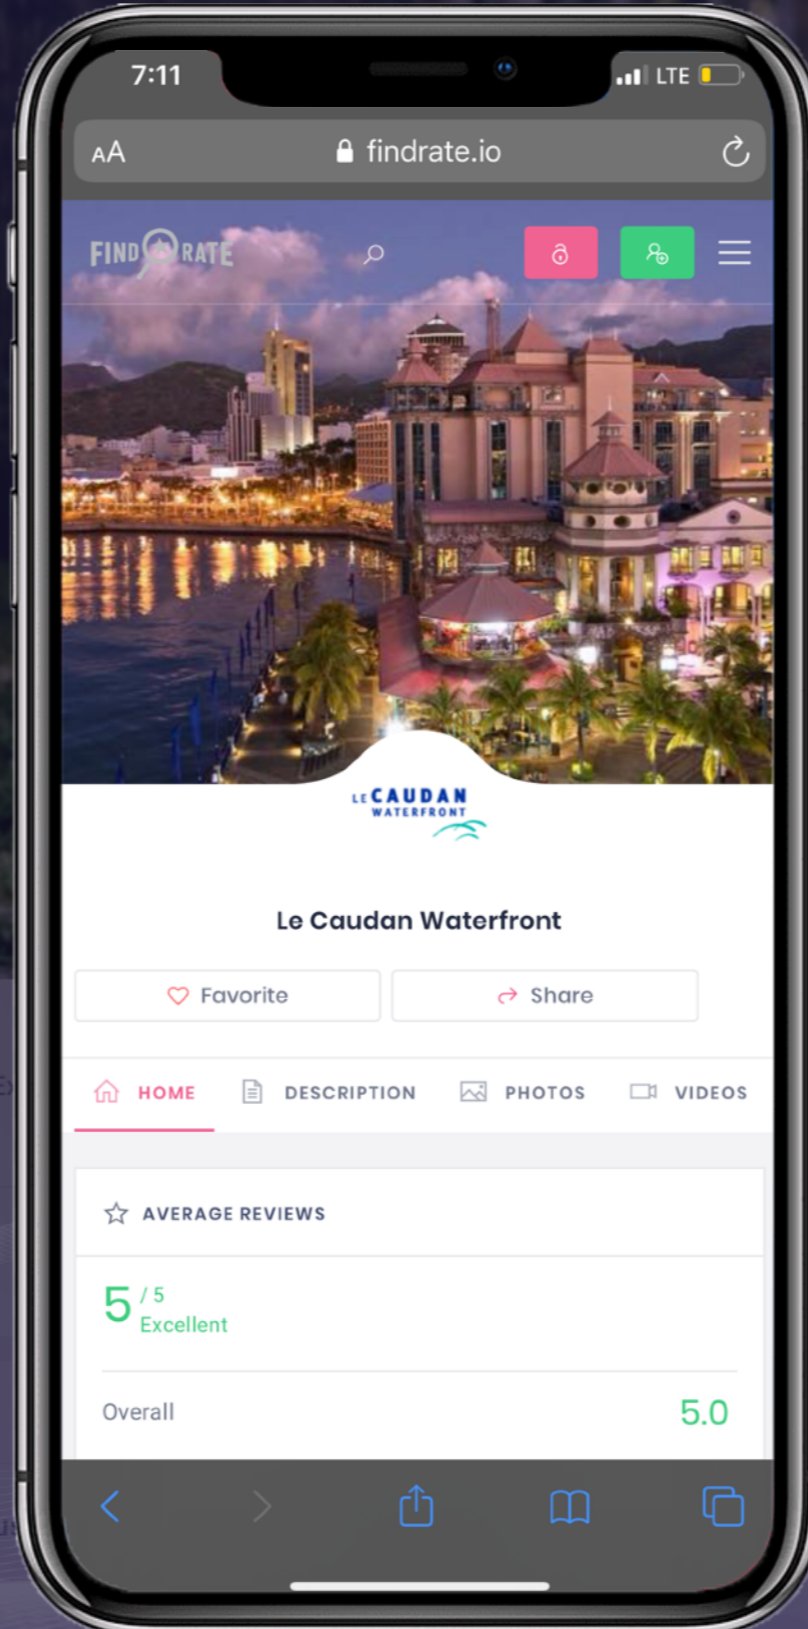 7:11 LTE
AA findrate.io
FIND RATE
LE CAUDAN
WATERFRONT
Le Caudan Waterfront
Favorite Share
HOME DESCRIPTION PHOTOS VIDEOS
AVERAGE REVIEWS
5 / 5
Excellent
Overall 5.0